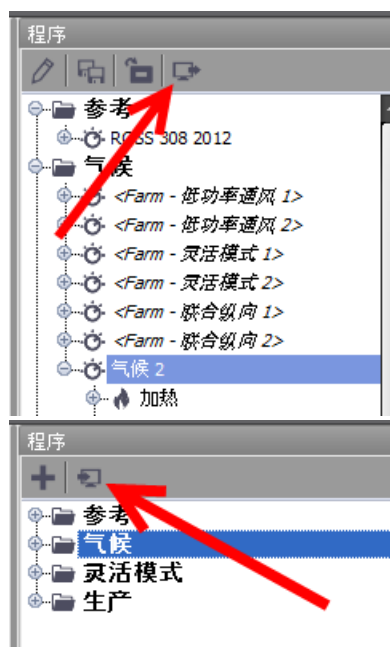 程序
参考
ROSS 308 2012
气候
<Farm - 低功率通风 1>
<Farm - 低功率通风 2>
<Farm - 灵活模式 1>
<Farm - 灵活模式 2>
<Farm - 联合纵向 1>
<Farm - 联合纵向 2>
气候 2
加热
程序
参考
气候
灵活模式
生产